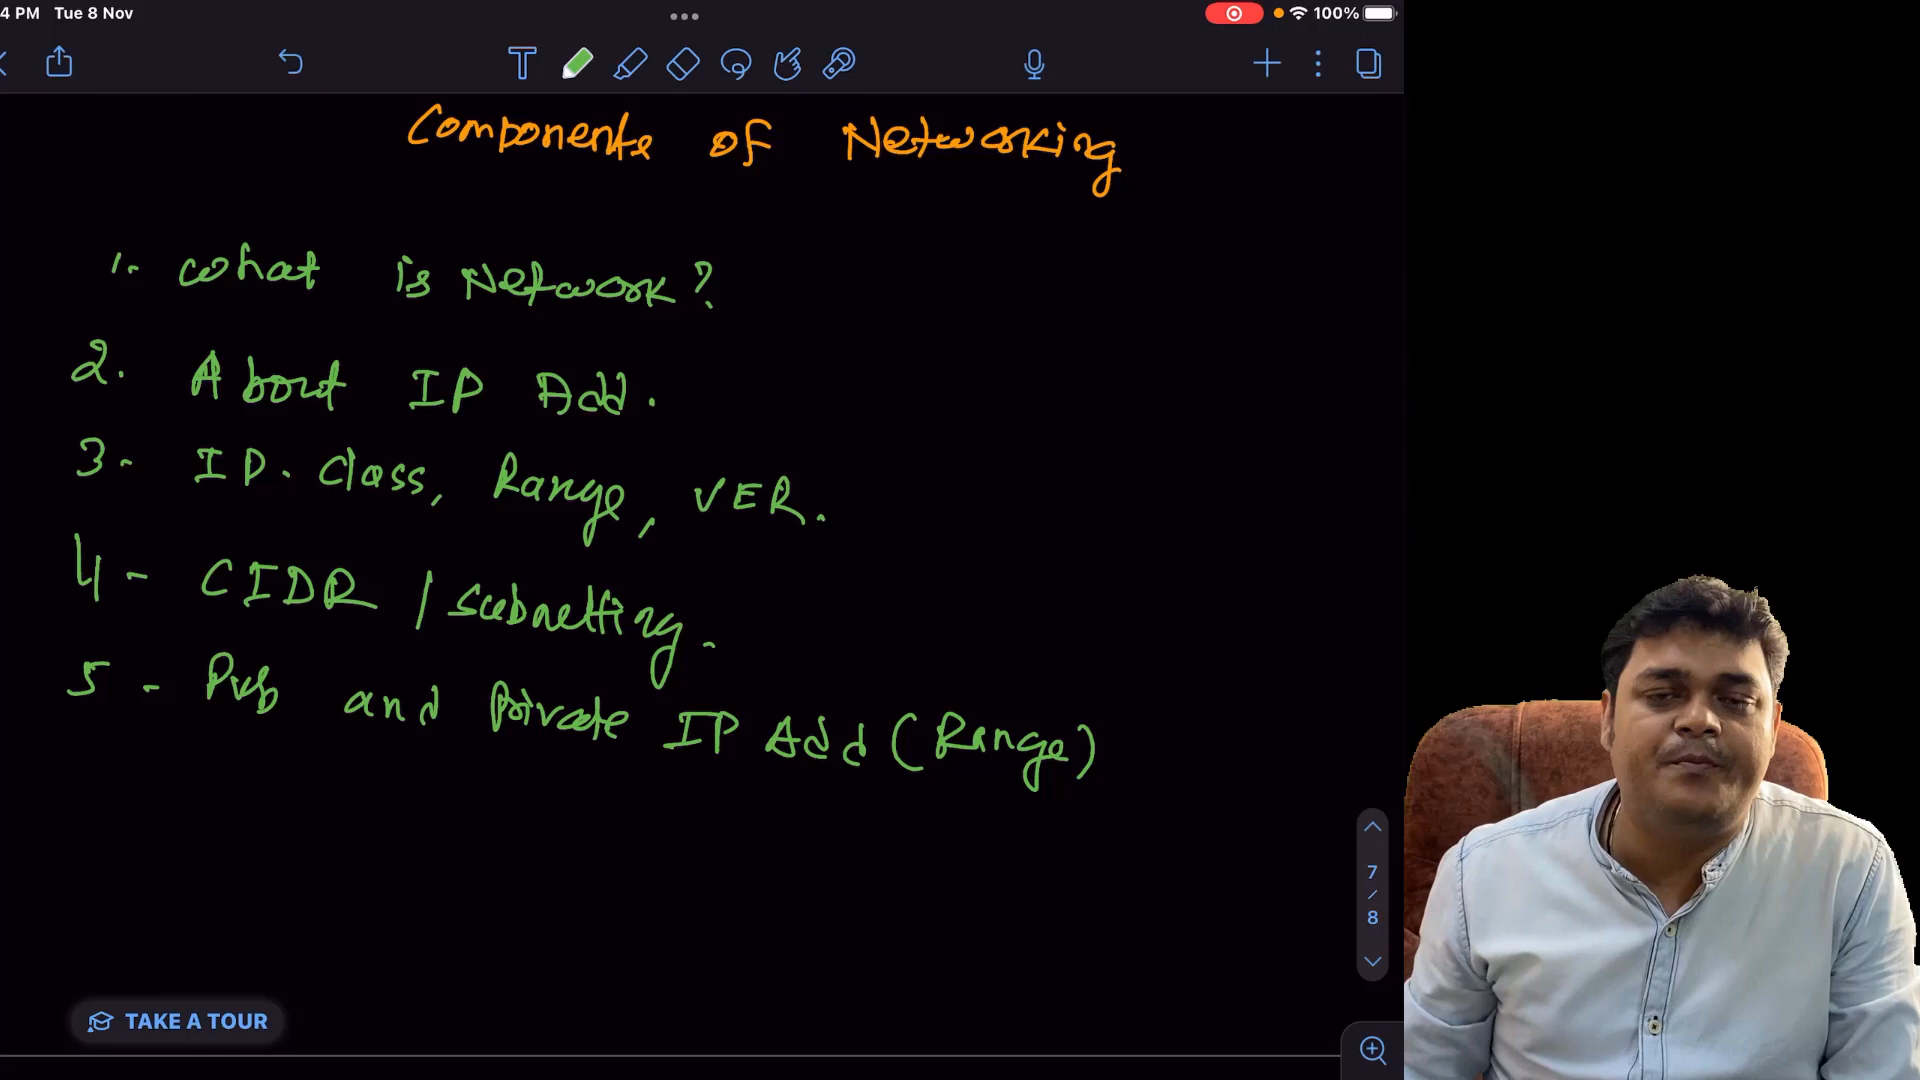 4 PM Tue 8 Nov
100%
Components of Networking
1. What is Network?
2. About IP Add.
3- IP. Class, Range, VER.
4- CIDR / Subnetting.
5- Pub and Private IP Add (Range)
7
/
8
TAKE A TOUR